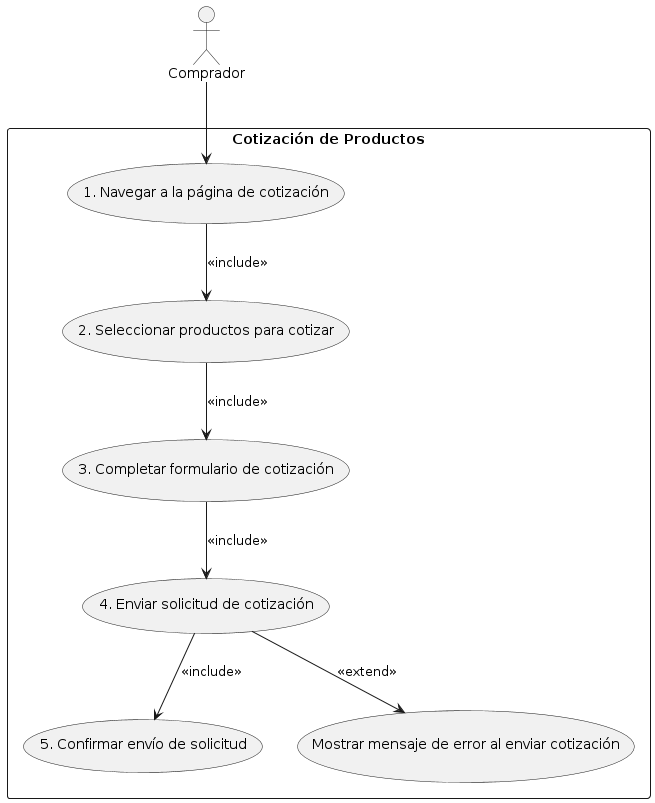 Comprador
Cotización de Productos
1. Navegar a la página de cotización
«include»
2. Seleccionar productos para cotizar
«include»
3. Completar formulario de cotización
«include»
4. Enviar solicitud de cotización
«include»
«extend»
5. Confirmar envío de solicitud
Mostrar mensaje de error al enviar cotización